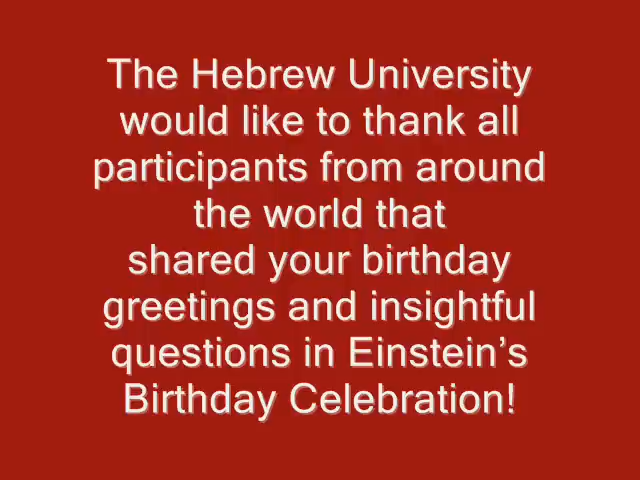 The Hebrew University
would like to thank all
participants from around
the world that
shared your birthday
greetings and insightful
questions in Einstein’s
Birthday Celebration!